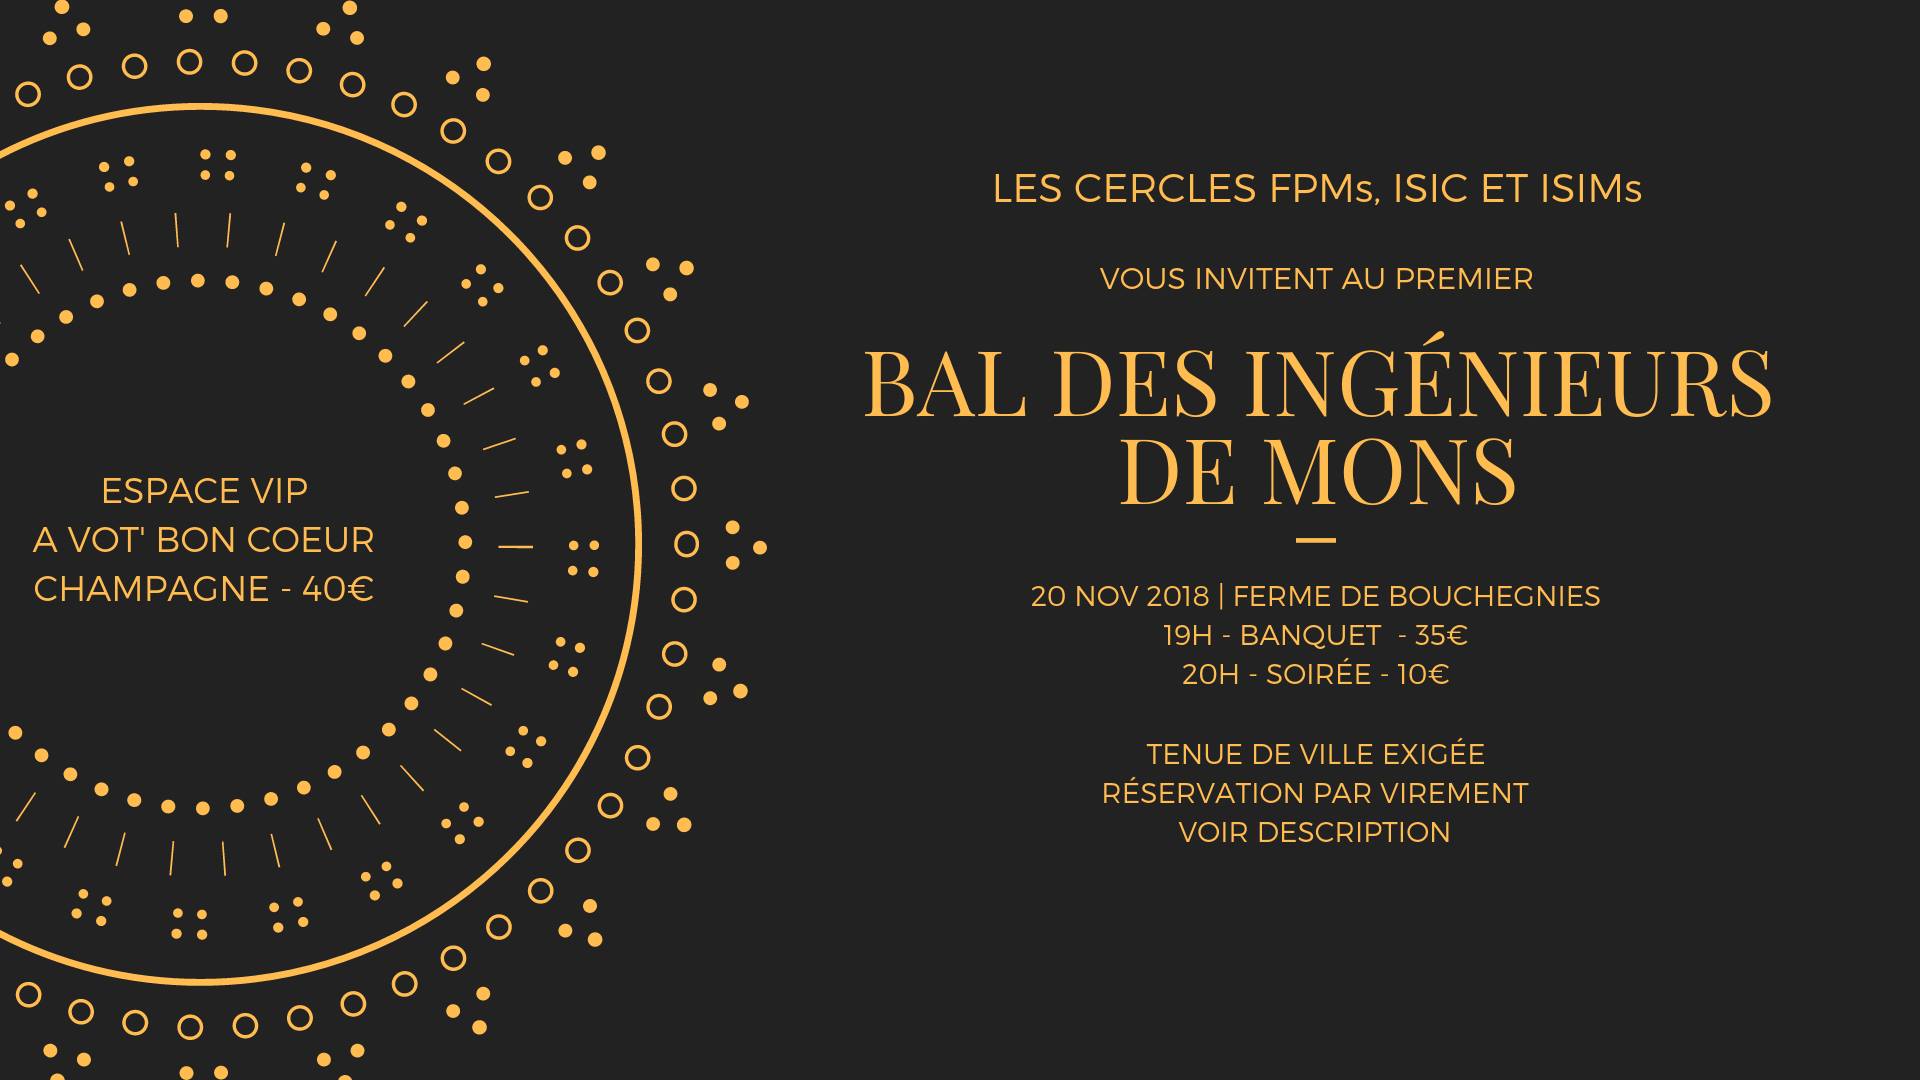 ESPACE VIP
A VOT' BON COEUR
CHAMPAGNE - 40€
LES CERCLES FPMs, ISIC ET ISIMs
VOUS INVITENT AU PREMIER
BAL DES INGÉNIEURS
DE MONS
20 NOV 2018 | FERME DE BOUCHEGNIES
19H - BANQUET - 35€
20H - SOIRÉE - 10€
TENUE DE VILLE EXIGÉE
RÉSERVATION PAR VIREMENT
VOIR DESCRIPTION